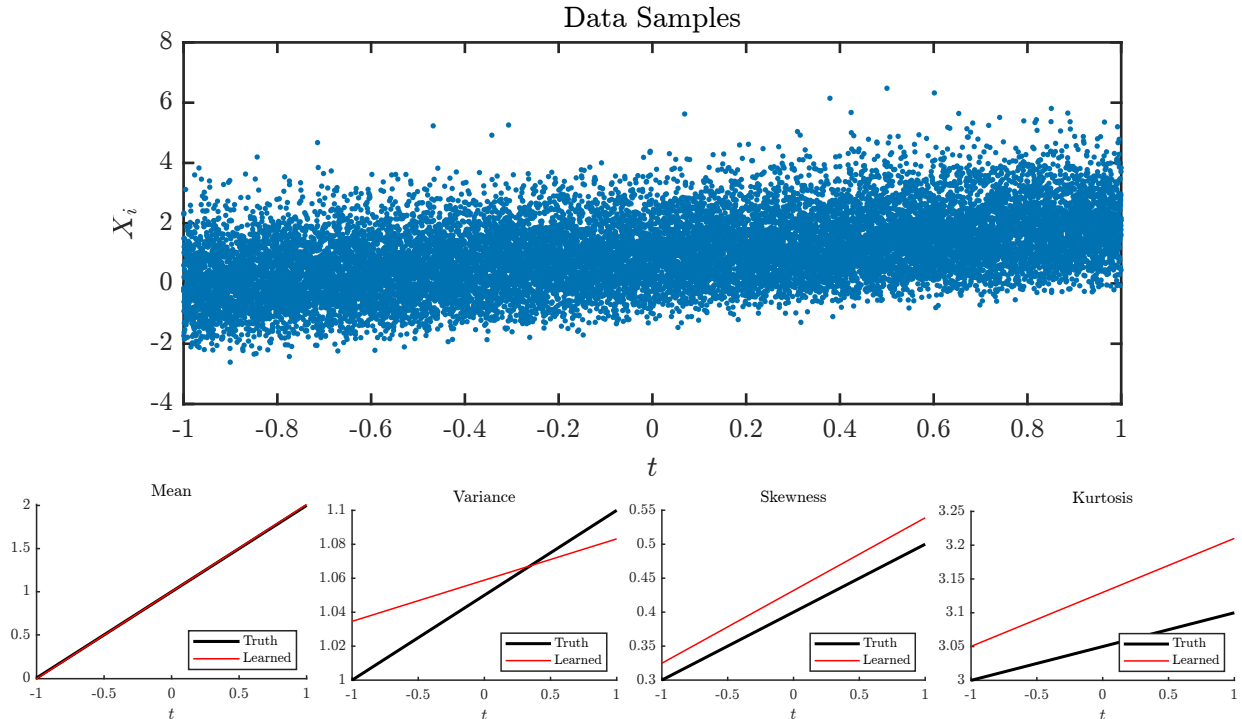 Data Samples
8
6
4
2
0
-2
-4
X_i
-1 -0.8 -0.6 -0.4 -0.2 0 0.2 0.4 0.6 0.8 1
t
Mean
2
1.5
1
0.5
0
Truth
Learned
-1 -0.5 0 0.5 1
t
Variance
1.1
1.08
1.06
1.04
1.02
1
Truth
Learned
-1 -0.5 0 0.5 1
t
Skewness
0.55
0.5
0.45
0.4
0.35
0.3
Truth
Learned
-1 -0.5 0 0.5 1
t
Kurtosis
3.25
3.2
3.15
3.1
3.05
3
Truth
Learned
-1 -0.5 0 0.5 1
t